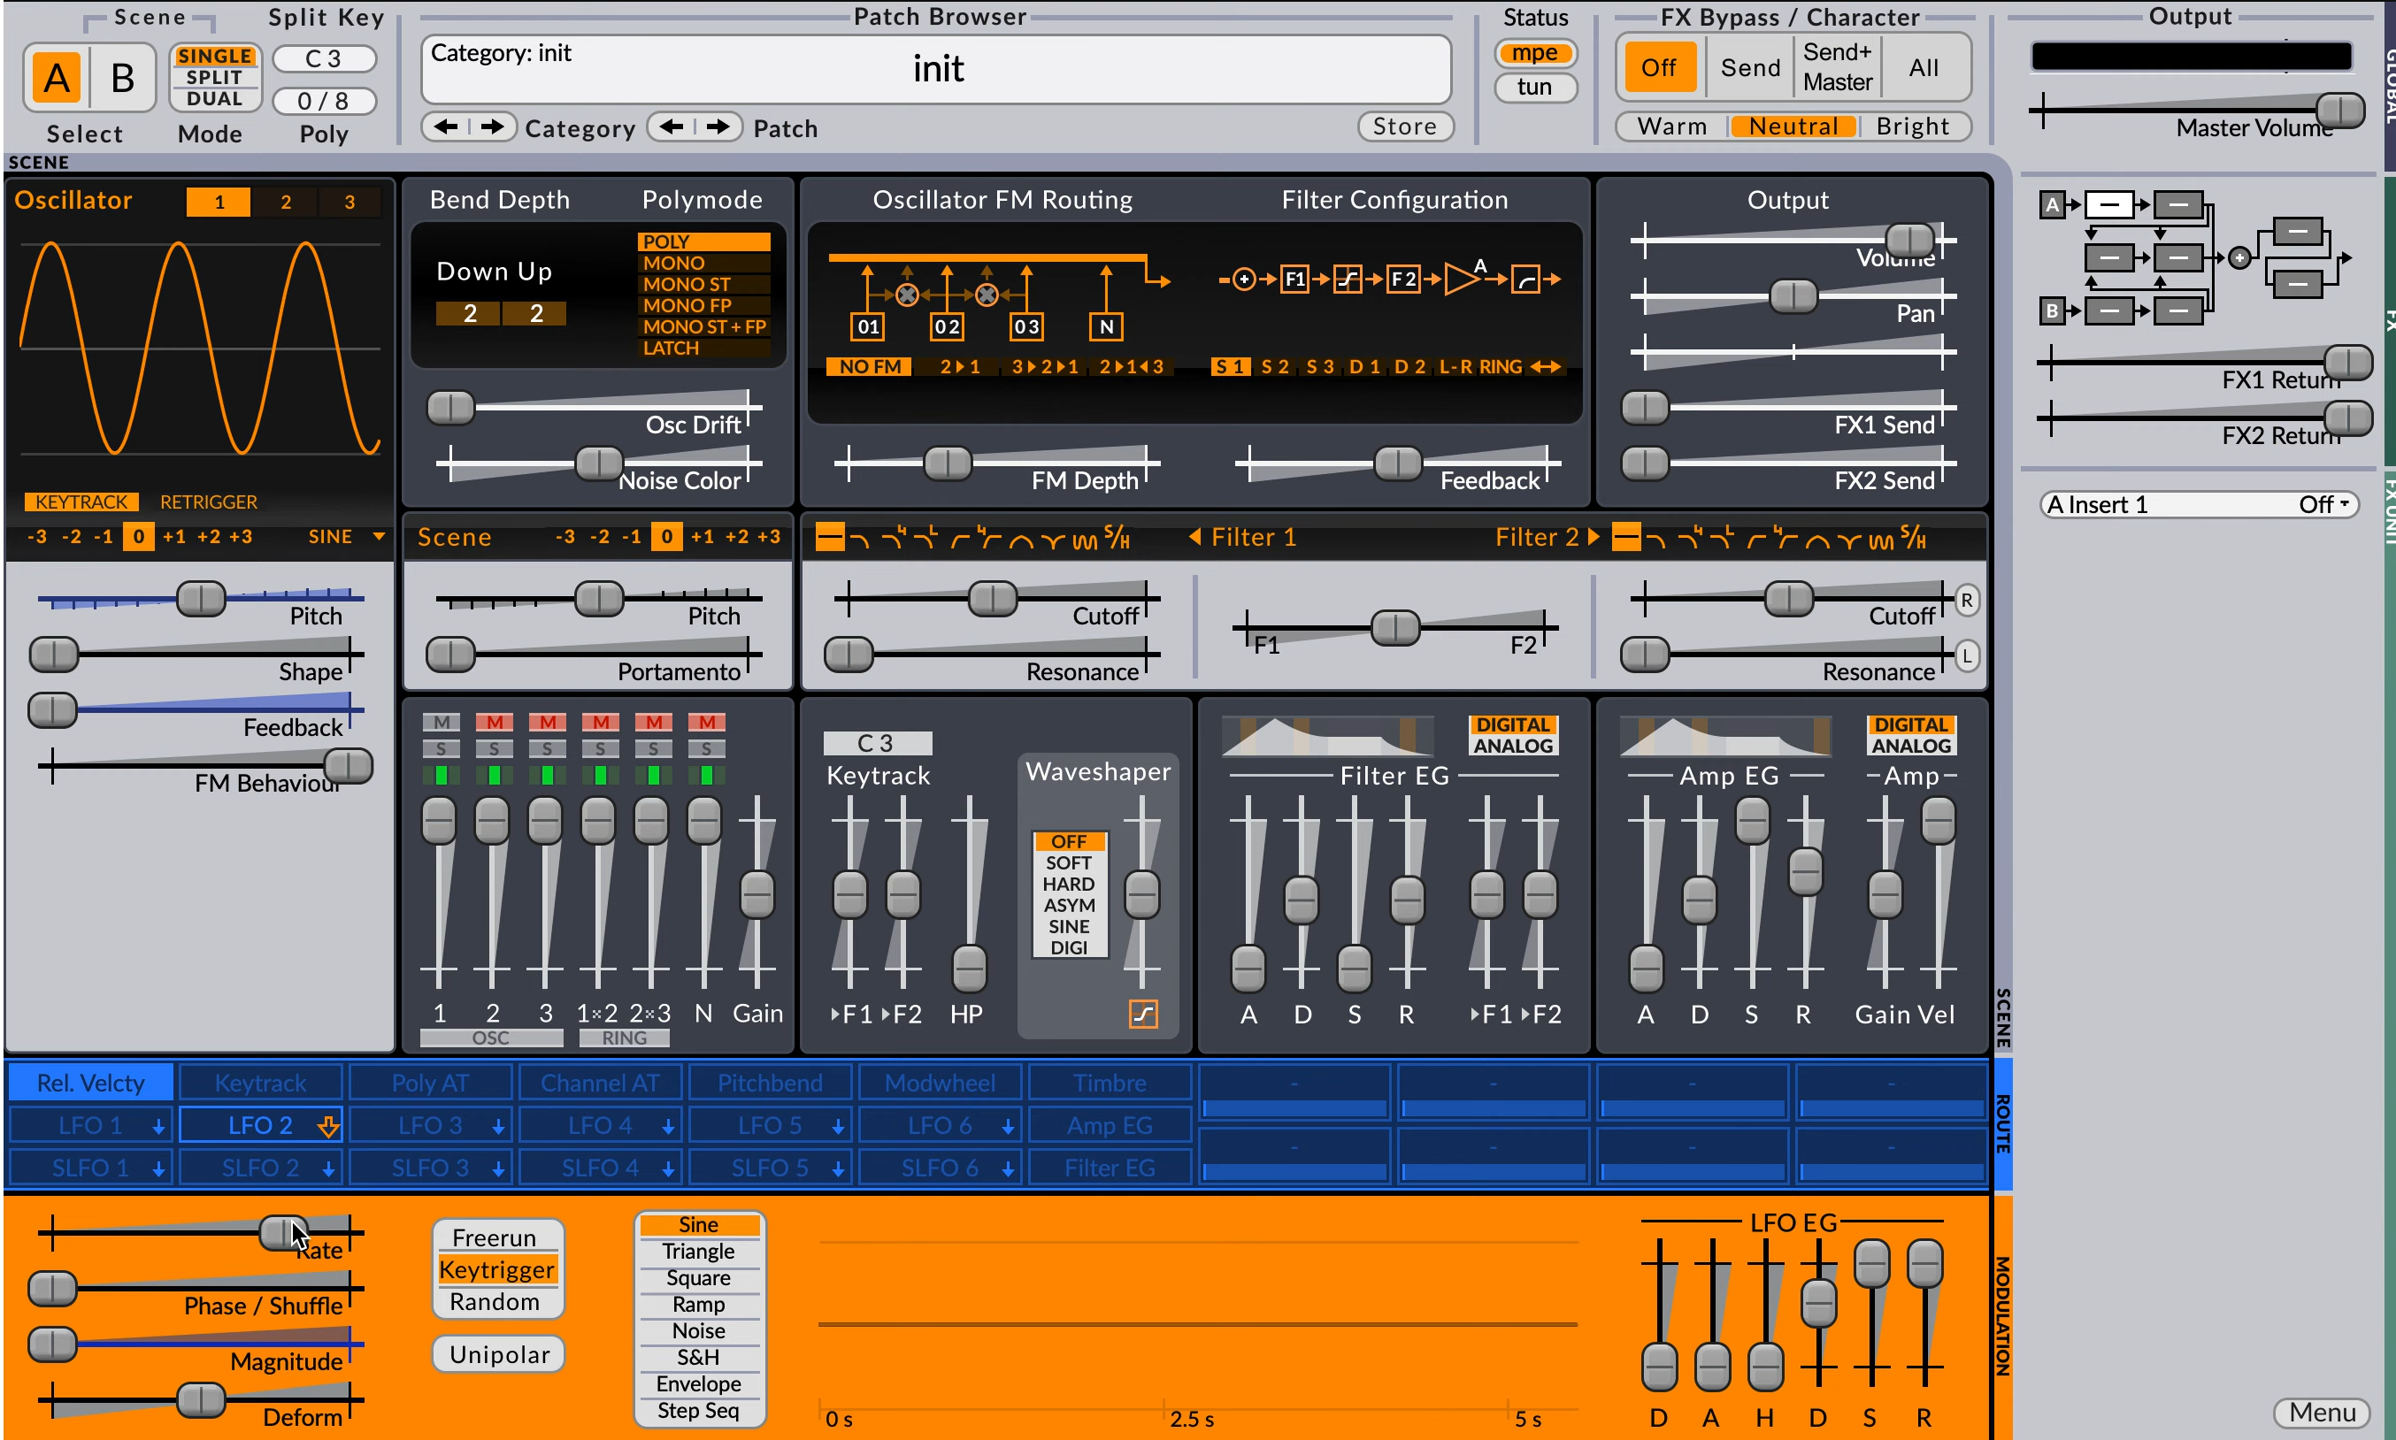 Scene
Split Key
Patch Browser
Status
FX Bypass / Character
Output
A B
SINGLE
SPLIT
DUAL
C 3
0 / 8
Select
Mode
Poly
Category: init
init
Category
Patch
Store
mpe
tun
Off
Send
Send+
Master
All
Warm
Neutral
Bright
Master Volume
GLOBAL
SCENE
Oscillator
1 2 3
KEYTRACK
RETRIGGER
-3 -2 -1 0 +1 +2 +3
SINE
Pitch
Shape
Feedback
FM Behaviour
Bend Depth
Polymode
Down Up
2 2
POLY
MONO
MONO ST
MONO FP
MONO ST + FP
LATCH
Osc Drift
Noise Color
Oscillator FM Routing
Filter Configuration
O1 O2 O3 N
F1 F2 A
NO FM 2▸1 3▸2▸1 2▸1◂3
S 1 S 2 S 3 D 1 D 2 L-R RING
FM Depth
Feedback
Output
Volume
Pan
FX1 Send
FX2 Send
A
B
FX1 Return
FX2 Return
FX
FX UNIT
A Insert 1
Off
Scene
-3 -2 -1 0 +1 +2 +3
Pitch
Portamento
S/H
◂ Filter 1
Filter 2 ▸
S/H
Cutoff
Resonance
F1 F2
Cutoff
R
Resonance
L
M M M M M M
S S S S S S
1 2 3 1×2 2×3 N Gain
OSC
RING
C 3
Keytrack
▸F1 ▸F2 HP
Waveshaper
OFF
SOFT
HARD
ASYM
SINE
DIGI
DIGITAL
ANALOG
Filter EG
A D S R ▸F1 ▸F2
DIGITAL
ANALOG
Amp EG
Amp
A D S R Gain Vel
SCENE
Rel. Velcty
Keytrack
Poly AT
Channel AT
Pitchbend
Modwheel
Timbre
- - - -
LFO 1
LFO 2
LFO 3
LFO 4
LFO 5
LFO 6
Amp EG
- - - -
SLFO 1
SLFO 2
SLFO 3
SLFO 4
SLFO 5
SLFO 6
Filter EG
ROUTE
Rate
Phase / Shuffle
Magnitude
Deform
Freerun
Keytrigger
Random
Unipolar
Sine
Triangle
Square
Ramp
Noise
S&H
Envelope
Step Seq
0 s
2.5 s
5 s
LFO EG
D A H D S R
MODULATION
Menu